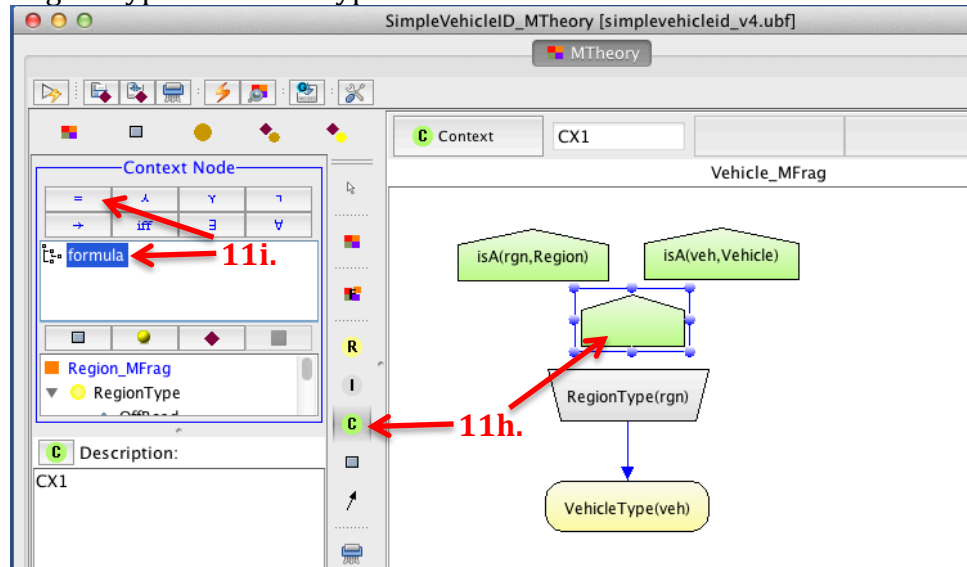 SimpleVehicleID_MTheory [simplevehicleid_v4.ubf]
MTheory
C Context CX1
Vehicle_MFrag
Context Node
= ⅄ ⋎ ¬
→ iff ∃ ∀
formula
11i.
Region_MFrag
RegionType
isA(rgn,Region)
isA(veh,Vehicle)
RegionType(rgn)
VehicleType(veh)
R
I
C
11h.
C Description:
CX1